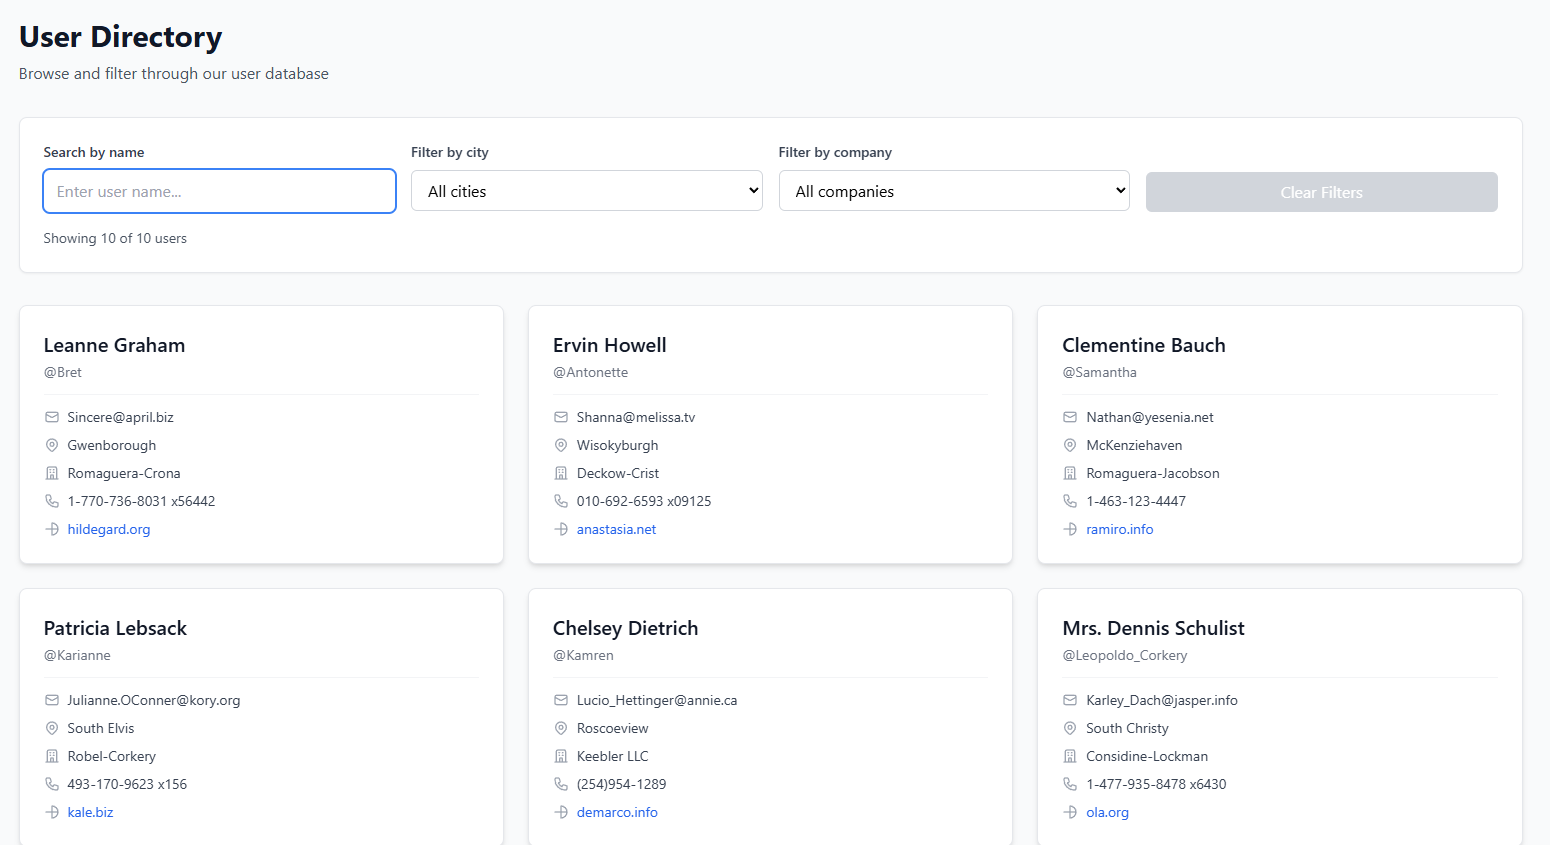 User Directory
Browse and filter through our user database
Search by name
Filter by city
Filter by company
Enter user name...
All cities
All companies
Clear Filters
Showing 10 of 10 users
Leanne Graham
@Bret
Sincere@april.biz
Gwenborough
Romaguera-Crona
1-770-736-8031 x56442
hildegard.org
Ervin Howell
@Antonette
Shanna@melissa.tv
Wisokyburgh
Deckow-Crist
010-692-6593 x09125
anastasia.net
Clementine Bauch
@Samantha
Nathan@yesenia.net
McKenziehaven
Romaguera-Jacobson
1-463-123-4447
ramiro.info
Patricia Lebsack
@Karianne
Julianne.OConner@kory.org
South Elvis
Robel-Corkery
493-170-9623 x156
kale.biz
Chelsey Dietrich
@Kamren
Lucio_Hettinger@annie.ca
Roscoeview
Keebler LLC
(254)954-1289
demarco.info
Mrs. Dennis Schulist
@Leopoldo_Corkery
Karley_Dach@jasper.info
South Christy
Considine-Lockman
1-477-935-8478 x6430
ola.org